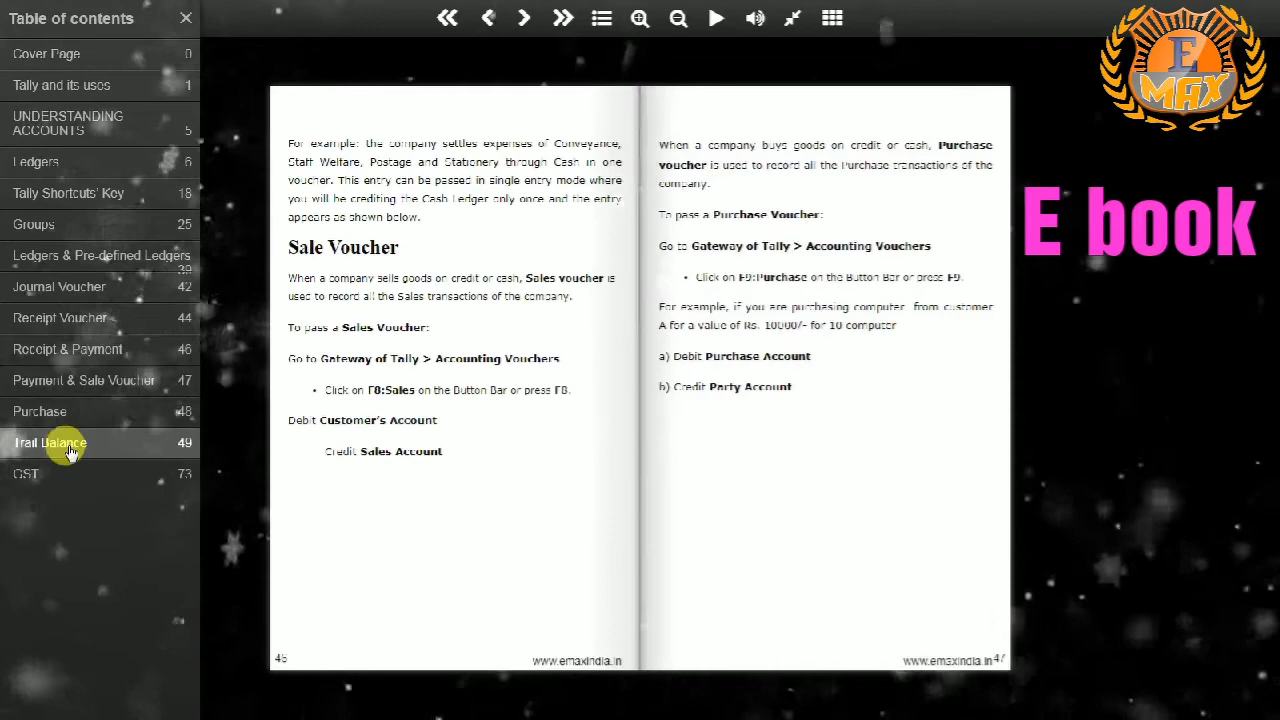 Table of contents
Cover Page 0
Tally and its uses 1
UNDERSTANDING
ACCOUNTS 5
Ledgers 6
Tally Shortcuts' Key 18
Groups 25
Ledgers & Pre-defined Ledgers
39
Journal Voucher 42
Receipt Voucher 44
Receipt & Payment 46
Payment & Sale Voucher 47
Purchase 48
Trail Balance 49
GST 73
For example: the company settles expenses of Conveyance,
Staff Welfare, Postage and Stationery through Cash in one
voucher. This entry can be passed in single entry mode where
you will be crediting the Cash Ledger only once and the entry
appears as shown below.
Sale Voucher
When a company sells goods on credit or cash, Sales voucher is
used to record all the Sales transactions of the company.
To pass a Sales Voucher:
Go to Gateway of Tally > Accounting Vouchers
• Click on F8:Sales on the Button Bar or press F8.
Debit Customer's Account
Credit Sales Account
46
www.emaxindia.in
When a company buys goods on credit or cash, Purchase
voucher is used to record all the Purchase transactions of the
company.
To pass a Purchase Voucher:
Go to Gateway of Tally > Accounting Vouchers
• Click on F9:Purchase on the Button Bar or press F9.
For example, if you are purchasing computer from customer
A for a value of Rs. 10000/- for 10 computer
a) Debit Purchase Account
b) Credit Party Account
www.emaxindia.in 47
E
MAX
E book